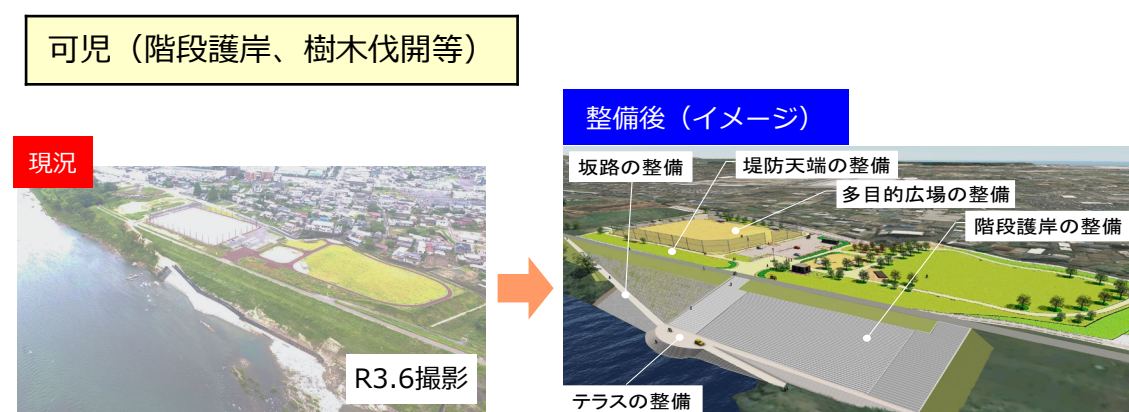 可児（階段護岸、樹木伐開等）
現況
R3.6撮影
整備後（イメージ）
坂路の整備
堤防天端の整備
多目的広場の整備
階段護岸の整備
テラスの整備